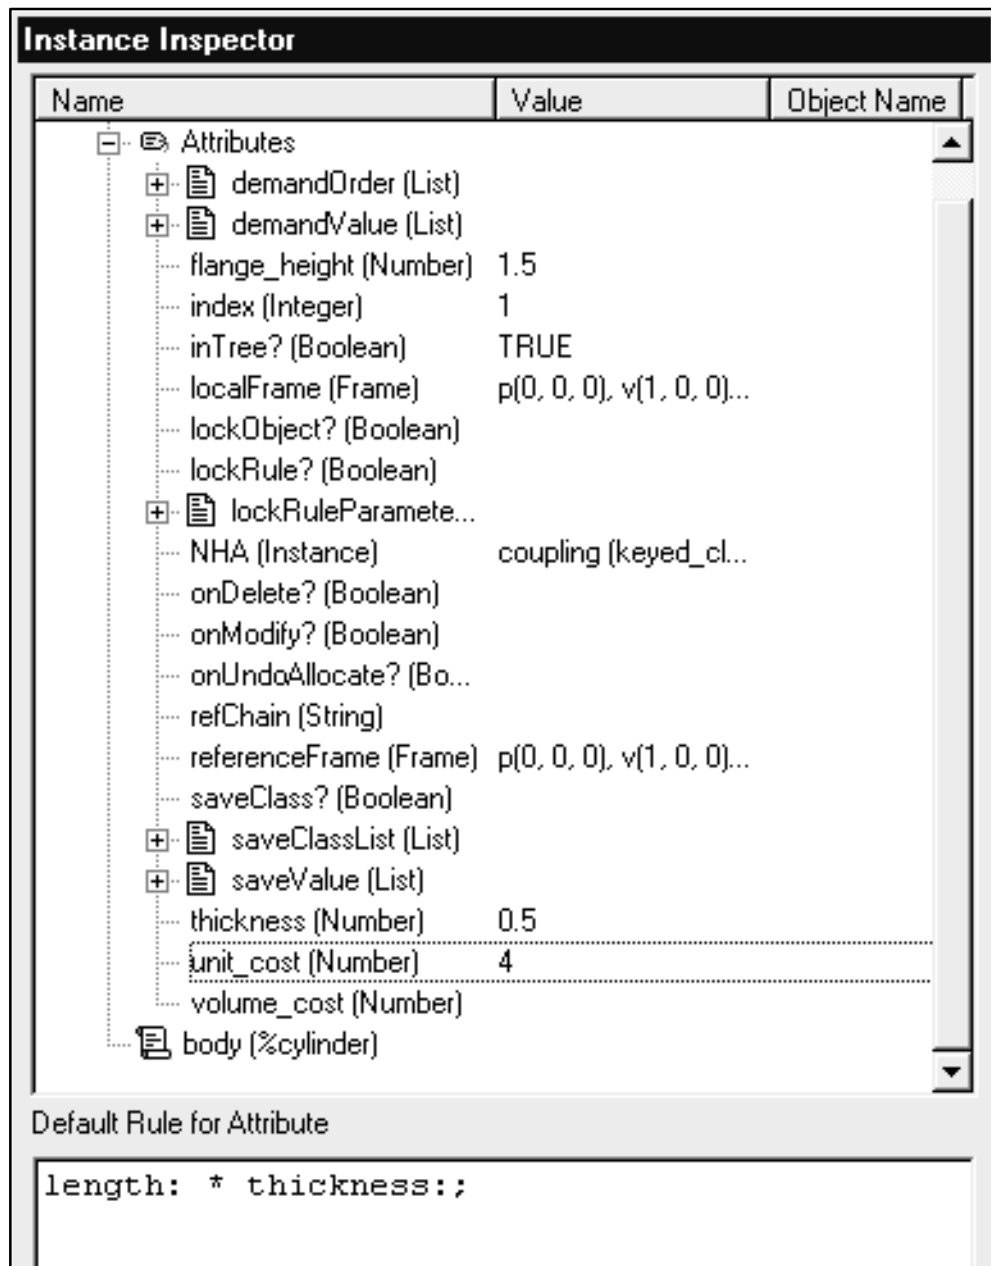 Instance Inspector
Name Value Object Name
Attributes
demandOrder (List)
demandValue (List)
flange_height (Number) 1.5
index (Integer) 1
inTree? (Boolean) TRUE
localFrame (Frame) p(0, 0, 0), v(1, 0, 0)...
lockObject? (Boolean)
lockRule? (Boolean)
lockRuleParamete...
NHA (Instance) coupling (keyed_cl...
onDelete? (Boolean)
onModify? (Boolean)
onUndoAllocate? (Bo...
refChain (String)
referenceFrame (Frame) p(0, 0, 0), v(1, 0, 0)...
saveClass? (Boolean)
saveClassList (List)
saveValue (List)
thickness (Number) 0.5
unit_cost (Number) 4
volume_cost (Number)
body (%cylinder)
Default Rule for Attribute
length: * thickness:;